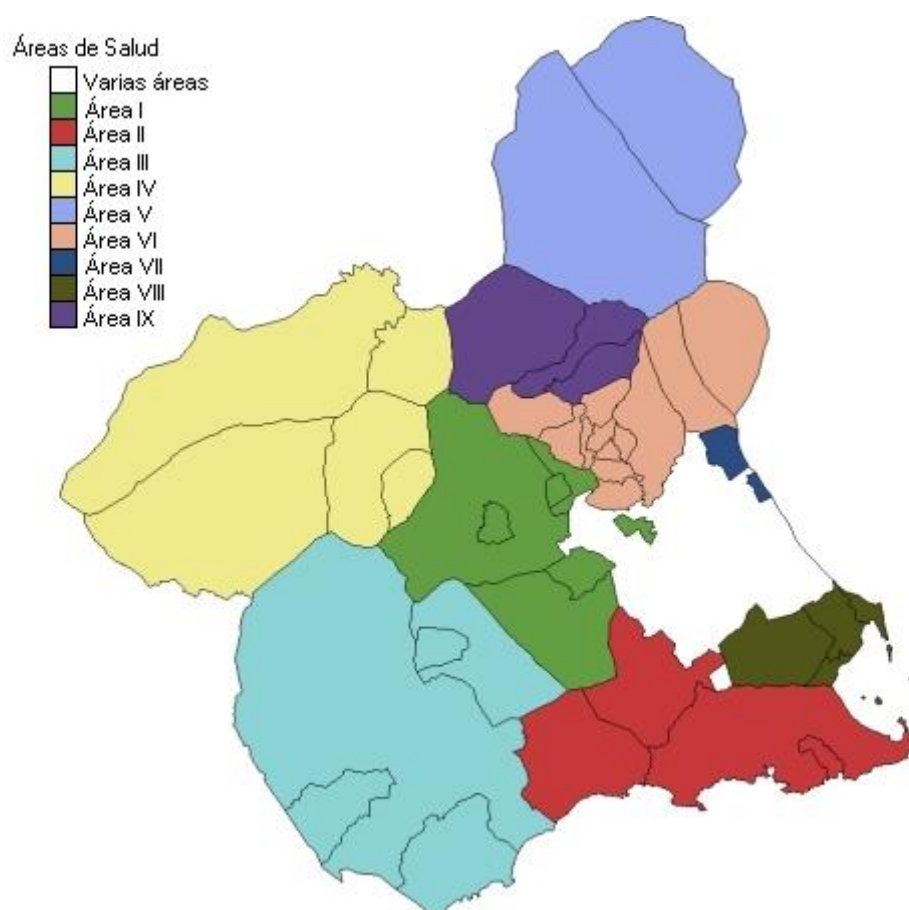 Áreas de Salud
Varias áreas
Área I
Área II
Área III
Área IV
Área V
Área VI
Área VII
Área VIII
Área IX